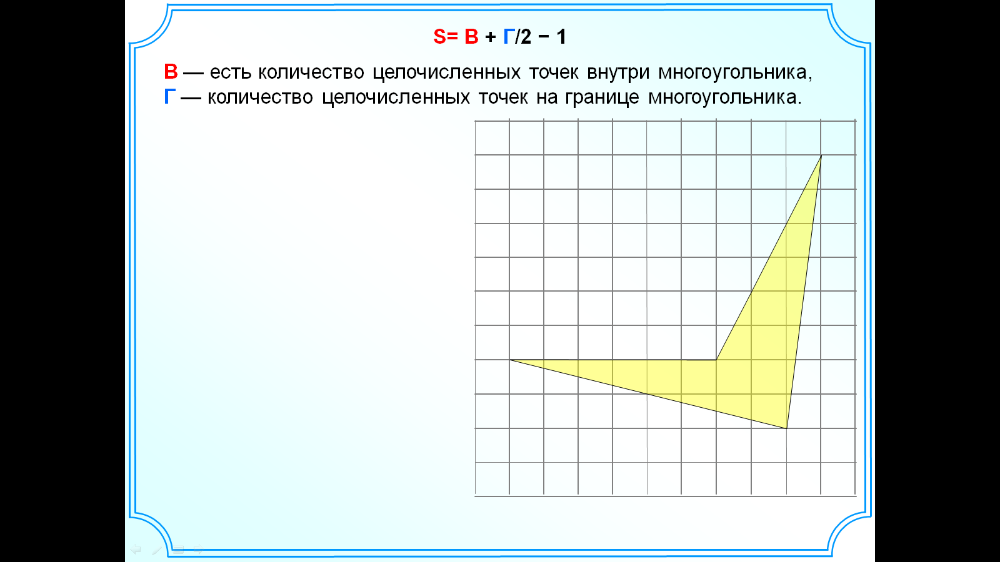 S= В + Г/2 − 1
В — есть количество целочисленных точек внутри многоугольника,
Г — количество целочисленных точек на границе многоугольника.